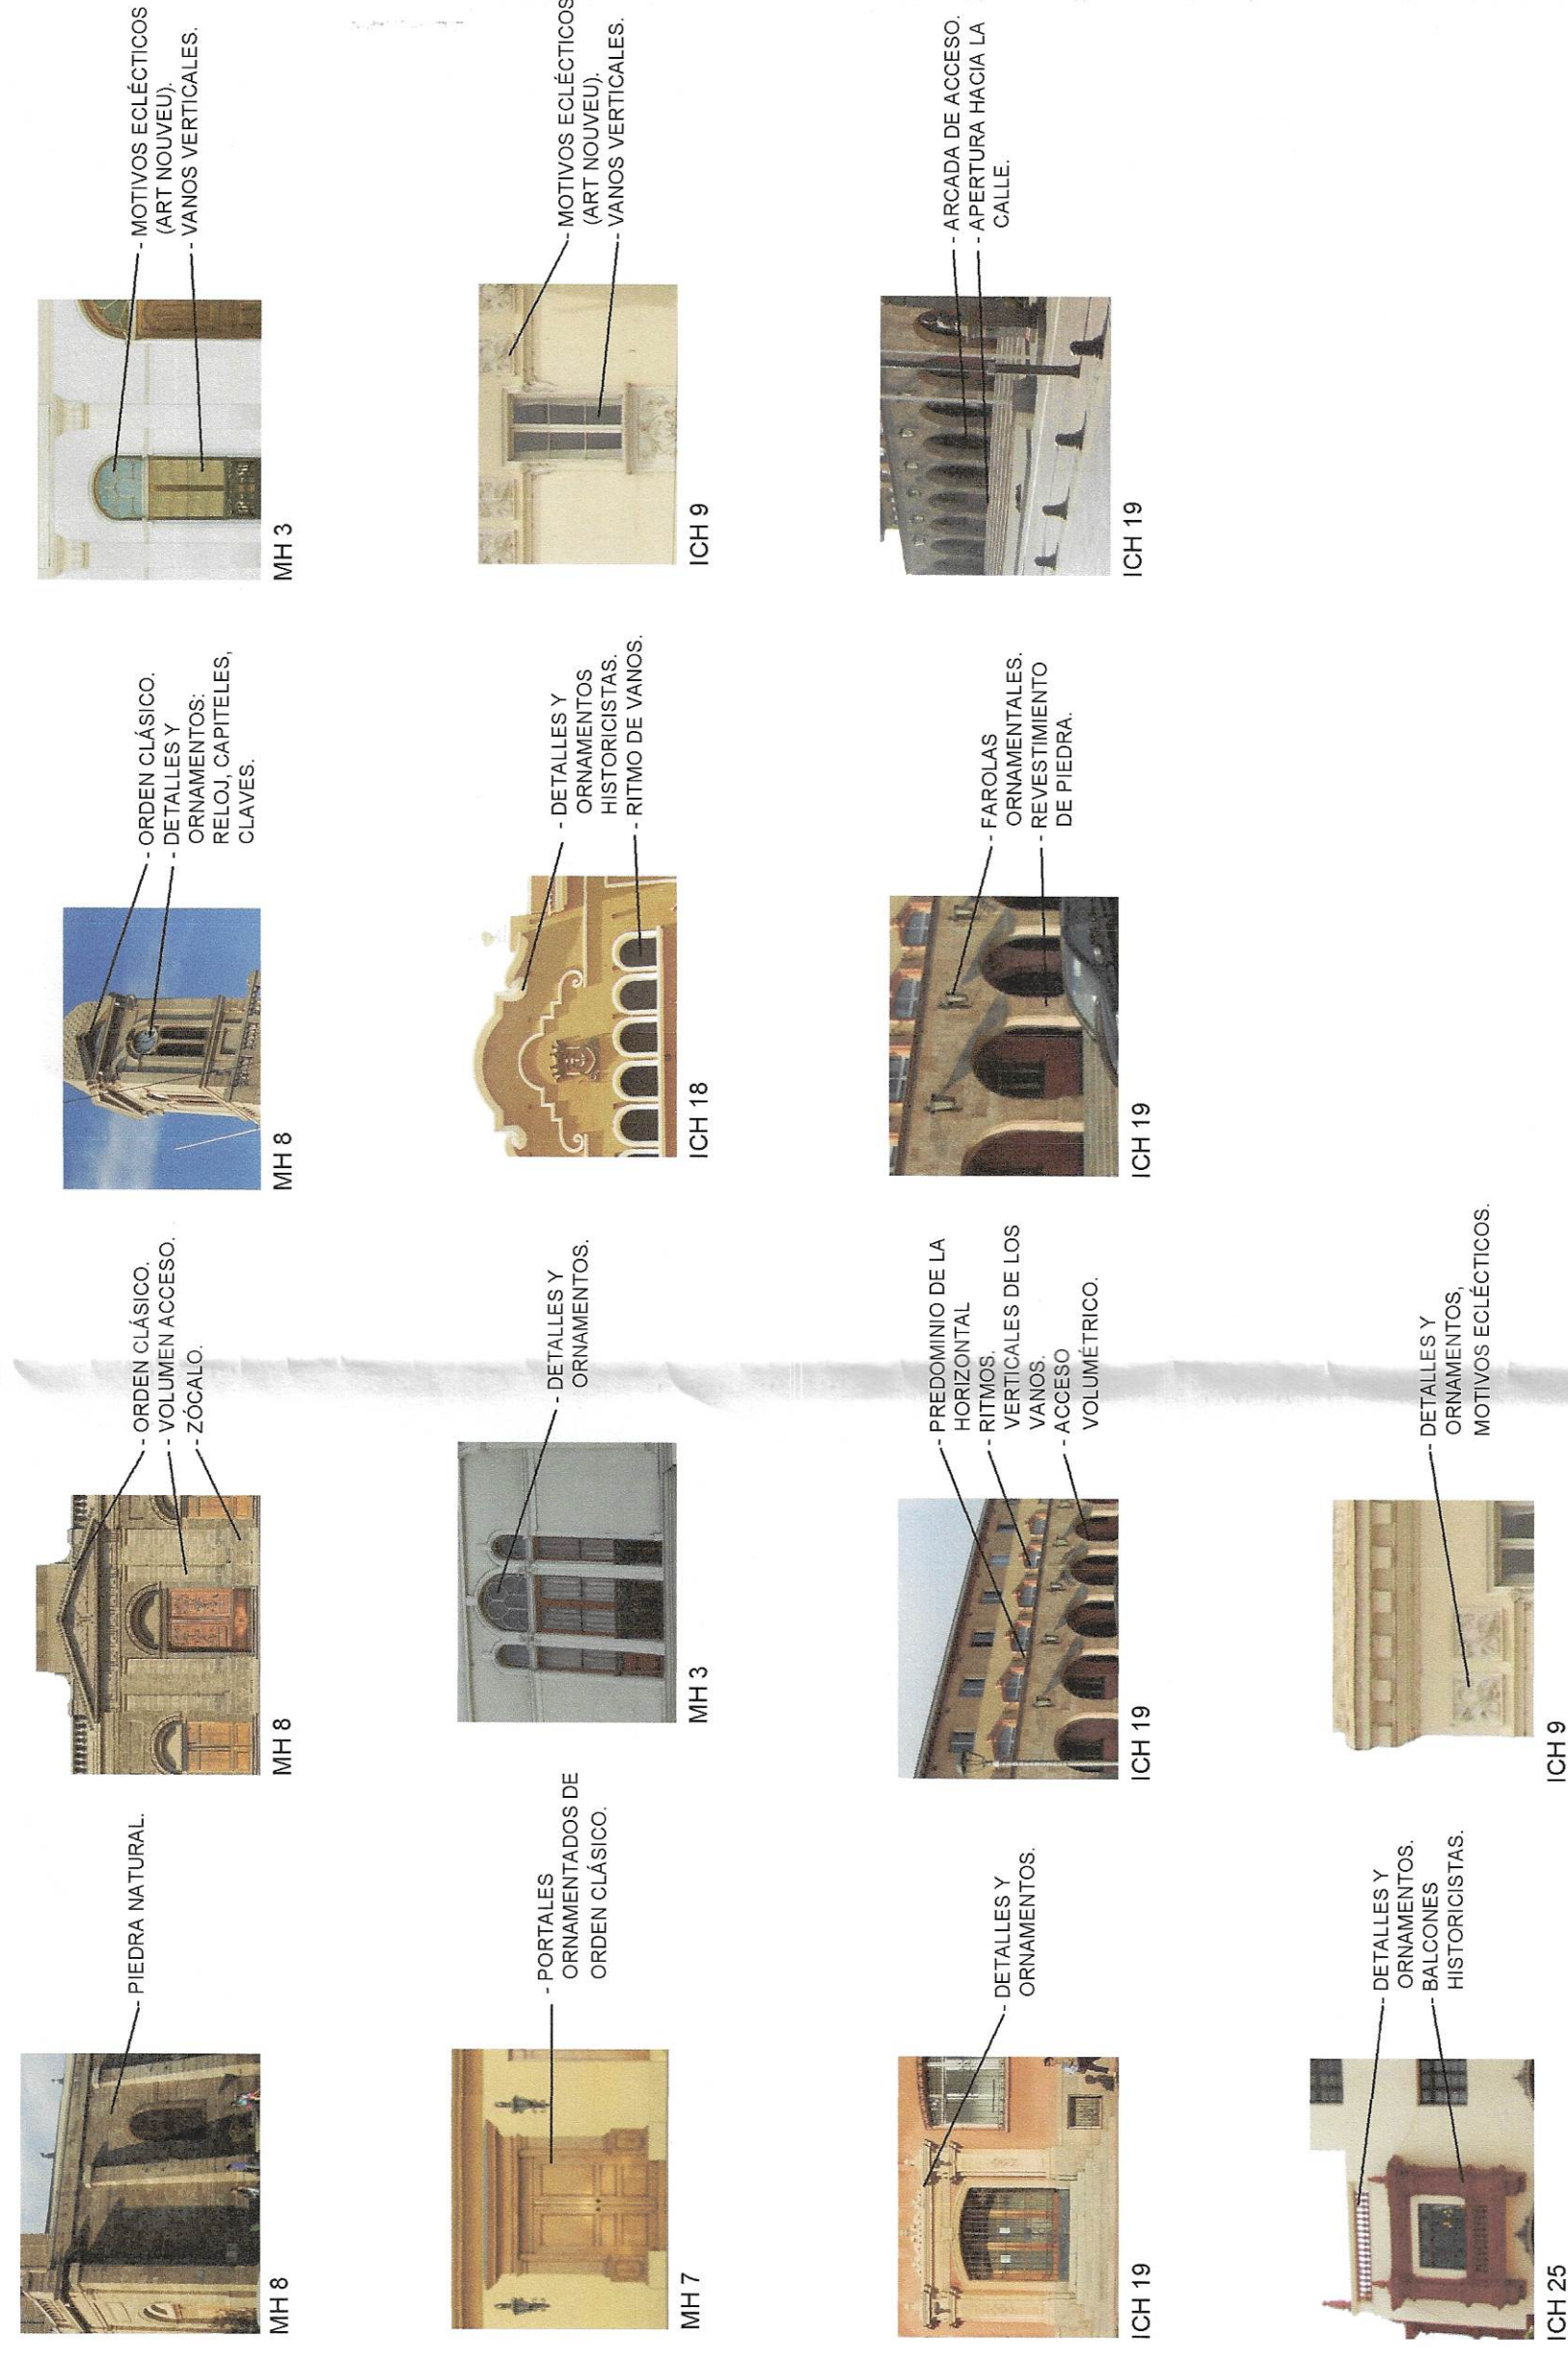 - PIEDRA NATURAL.
MH 8
- ORDEN CLÁSICO.
- VOLUMEN ACCESO.
- ZÓCALO.
MH 8
- ORDEN CLÁSICO.
- DETALLES Y
ORNAMENTOS:
RELOJ, CAPITELES,
CLAVES.
MH 8
- MOTIVOS ECLÉCTICOS
(ART NOUVEU).
- VANOS VERTICALES.
MH 3
- PORTALES
ORNAMENTADOS DE
ORDEN CLÁSICO.
MH 7
- DETALLES Y
ORNAMENTOS.
MH 3
- DETALLES Y
ORNAMENTOS
HISTORICISTAS.
- RITMO DE VANOS.
ICH 18
- MOTIVOS ECLÉCTICOS
(ART NOUVEU).
- VANOS VERTICALES.
ICH 9
- DETALLES Y
ORNAMENTOS.
ICH 19
- PREDOMINIO DE LA
HORIZONTAL
- RITMOS.
VERTICALES DE LOS
VANOS.
- ACCESO
VOLUMÉTRICO.
ICH 19
- FAROLAS
ORNAMENTALES.
- REVESTIMIENTO
DE PIEDRA.
ICH 19
- ARCADA DE ACCESO.
- APERTURA HACIA LA
CALLE.
ICH 19
- DETALLES Y
ORNAMENTOS.
- BALCONES
HISTORICISTAS.
ICH 25
- DETALLES Y
ORNAMENTOS,
MOTIVOS ECLÉCTICOS.
ICH 9